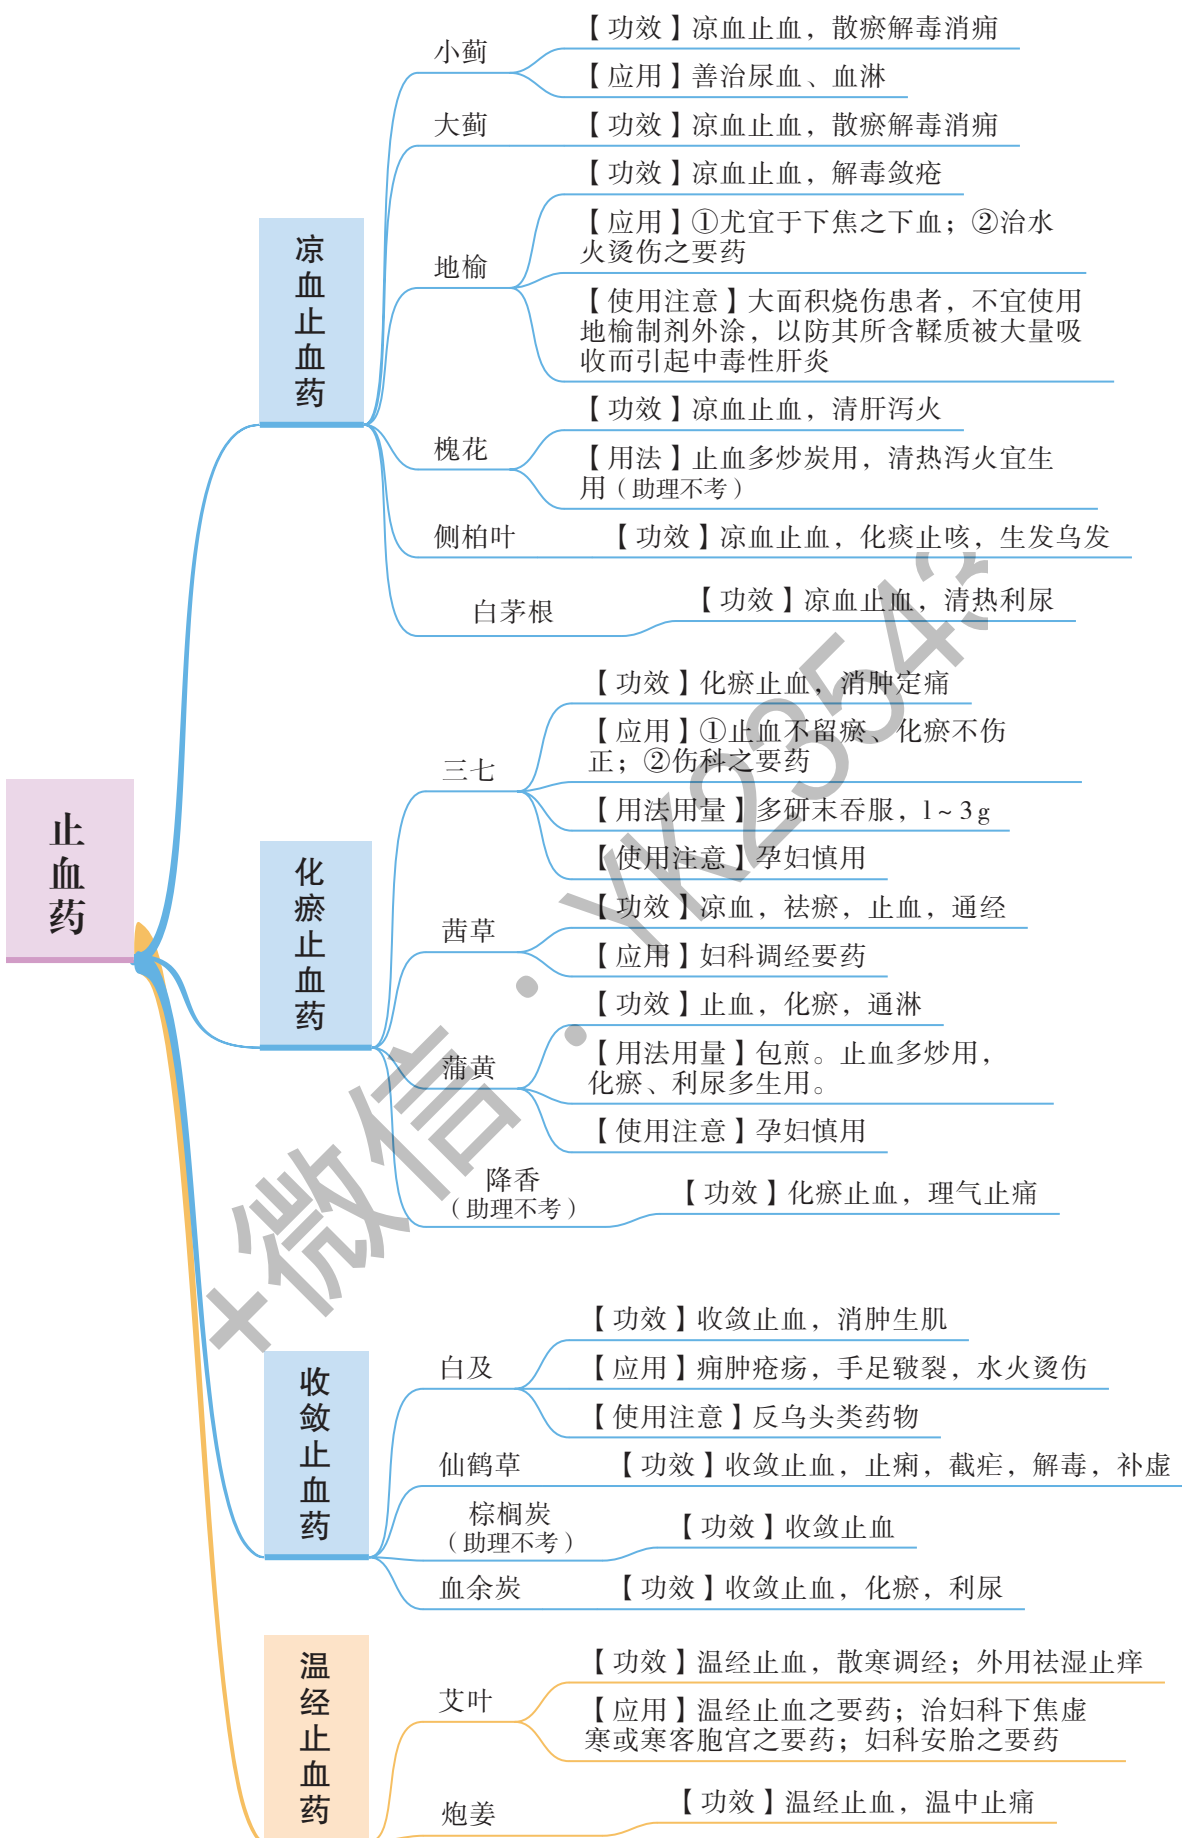 止血药
凉血止血药
小蓟
【功效】凉血止血，散瘀解毒消痈
【应用】善治尿血、血淋
大蓟
【功效】凉血止血，散瘀解毒消痈
地榆
【功效】凉血止血，解毒敛疮
【应用】①尤宜于下焦之下血；②治水
火烫伤之要药
【使用注意】大面积烧伤患者，不宜使用
地榆制剂外涂，以防其所含鞣质被大量吸
收而引起中毒性肝炎
槐花
【功效】凉血止血，清肝泻火
【用法】止血多炒炭用，清热泻火宜生
用（助理不考）
侧柏叶
【功效】凉血止血，化痰止咳，生发乌发
白茅根
【功效】凉血止血，清热利尿
化瘀止血药
三七
【功效】化瘀止血，消肿定痛
【应用】①止血不留瘀、化瘀不伤
正；②伤科之要药
【用法用量】多研末吞服，1~3g
【使用注意】孕妇慎用
茜草
【功效】凉血，祛瘀，止血，通经
【应用】妇科调经要药
蒲黄
【功效】止血，化瘀，通淋
【用法用量】包煎。止血多炒用，
化瘀、利尿多生用。
【使用注意】孕妇慎用
降香
（助理不考）
【功效】化瘀止血，理气止痛
收敛止血药
白及
【功效】收敛止血，消肿生肌
【应用】痈肿疮疡，手足皲裂，水火烫伤
【使用注意】反乌头类药物
仙鹤草
【功效】收敛止血，止痢，截疟，解毒，补虚
棕榈炭
（助理不考）
【功效】收敛止血
血余炭
【功效】收敛止血，化瘀，利尿
温经止血药
艾叶
【功效】温经止血，散寒调经；外用祛湿止痒
【应用】温经止血之要药；治妇科下焦虚
寒或寒客胞宫之要药；妇科安胎之要药
炮姜
【功效】温经止血，温中止痛
+微信：YK2354